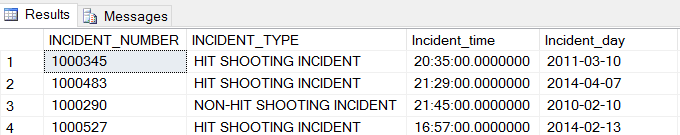 Results Messages
INCIDENT_NUMBER INCIDENT_TYPE Incident_time Incident_day
1 1000345 HIT SHOOTING INCIDENT 20:35:00.0000000 2011-03-10
2 1000483 HIT SHOOTING INCIDENT 21:29:00.0000000 2014-04-07
3 1000290 NON-HIT SHOOTING INCIDENT 21:45:00.0000000 2010-02-10
4 1000527 HIT SHOOTING INCIDENT 16:57:00.0000000 2014-02-13